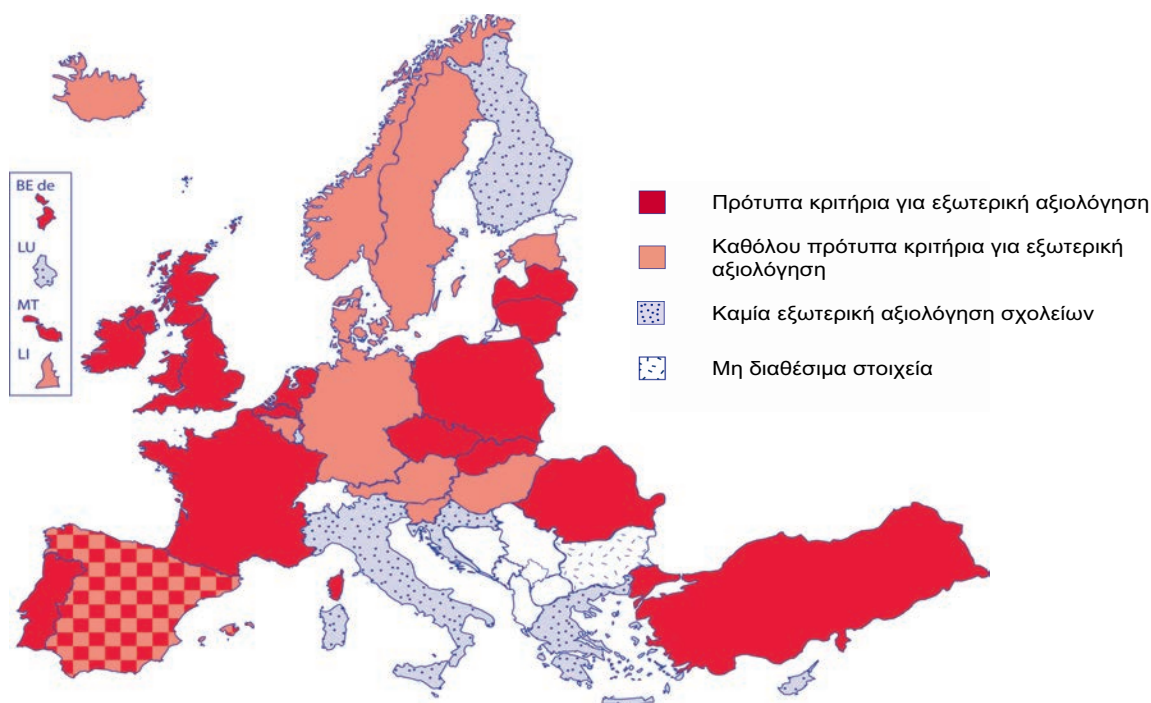 BE de
LU
MT
LI
Πρότυπα κριτήρια για εξωτερική αξιολόγηση
Καθόλου πρότυπα κριτήρια για εξωτερική
αξιολόγηση
Καμία εξωτερική αξιολόγηση σχολείων
Μη διαθέσιμα στοιχεία